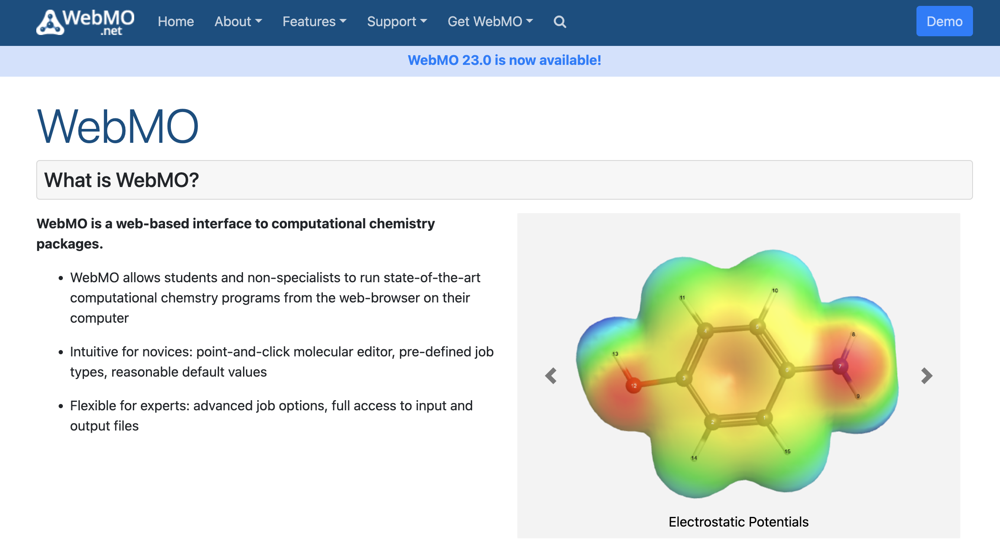 WebMO
.net
Home About Features Support Get WebMO Demo
WebMO 23.0 is now available!
WebMO
What is WebMO?
WebMO is a web-based interface to computational chemistry
packages.
• WebMO allows students and non-specialists to run state-of-the-art
computational chemstry programs from the web-browser on their
computer
• Intuitive for novices: point-and-click molecular editor, pre-defined job
types, reasonable default values
• Flexible for experts: advanced job options, full access to input and
output files
10
11
4
8
13
7
3
12
9
2
1
15
14
Electrostatic Potentials